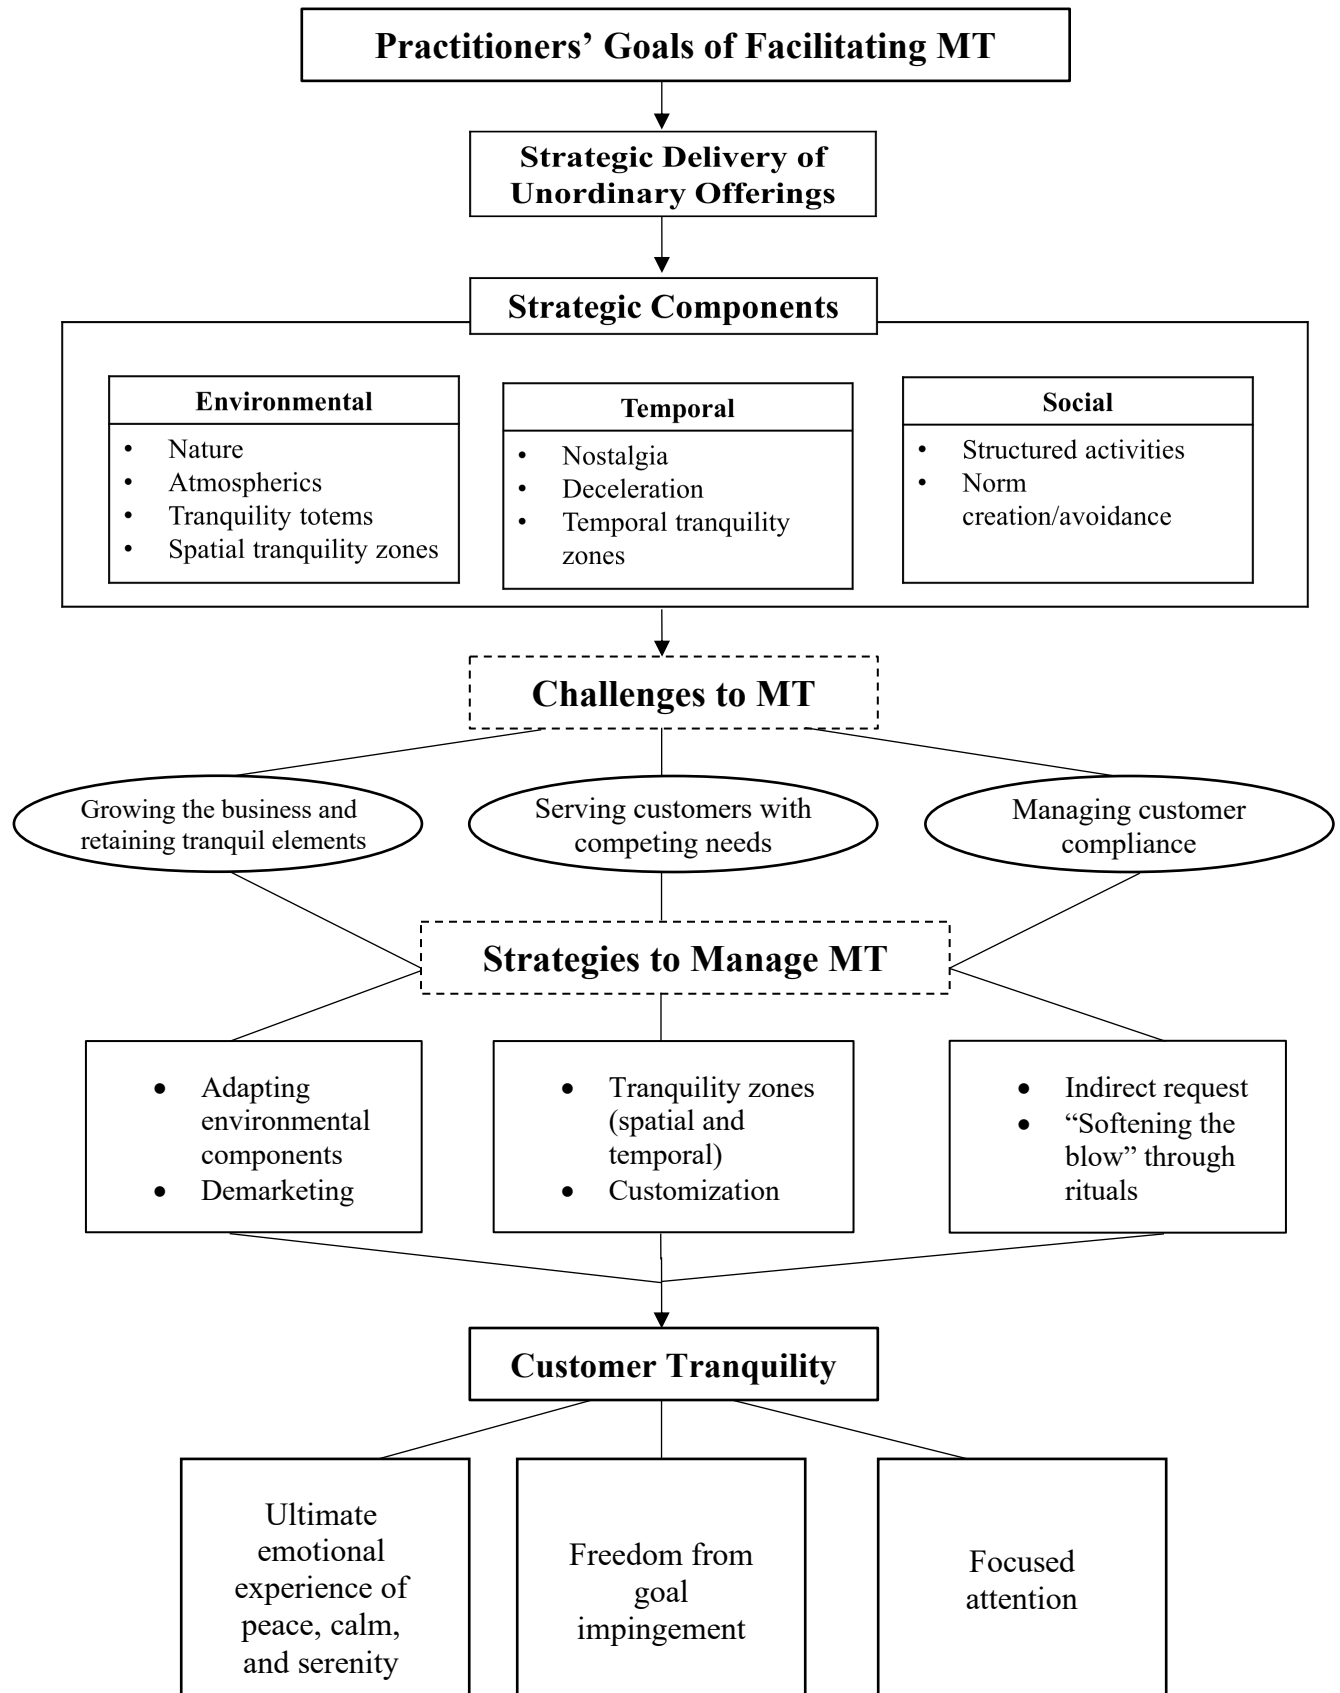 Practitioners’ Goals of Facilitating MT
Strategic Delivery of
Unordinary Offerings
Strategic Components
Environmental
• Nature
• Atmospherics
• Tranquility totems
• Spatial tranquility zones
Temporal
• Nostalgia
• Deceleration
• Temporal tranquility
zones
Social
• Structured activities
• Norm
creation/avoidance
Challenges to MT
Growing the business and
retaining tranquil elements
Serving customers with
competing needs
Managing customer
compliance
Strategies to Manage MT
• Adapting
environmental
components
• Demarketing
• Tranquility zones
(spatial and
temporal)
• Customization
• Indirect request
• “Softening the
blow” through
rituals
Customer Tranquility
Ultimate
emotional
experience of
peace, calm,
and serenity
Freedom from
goal
impingement
Focused
attention